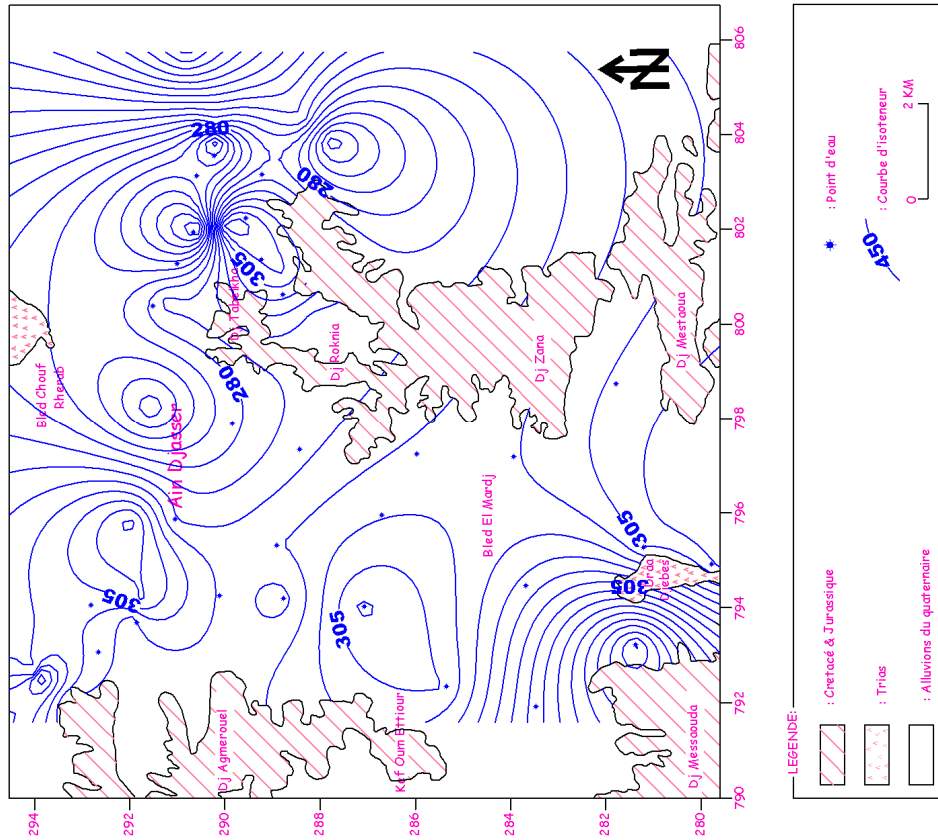 294
292
290
288
286
284
282
280
790
792
794
796
798
800
802
804
806
N
280
280
305
Dj
Dj Roknia
Dj Zana
Dj Mestaoua
Bled Chouf
Rherab
280
Ain Djasser
Bled El Mardj
305
305
305
305
Draa
Djebes
Dj Agmerouel
Kef Oum Ettiour
Dj Messaouda
LEGENDE:
: Cretacé & Jurassique
: Trias
: Alluvions du quaternaire
: Point d'eau
450
: Courbe d'isoteneur
0
2 KM